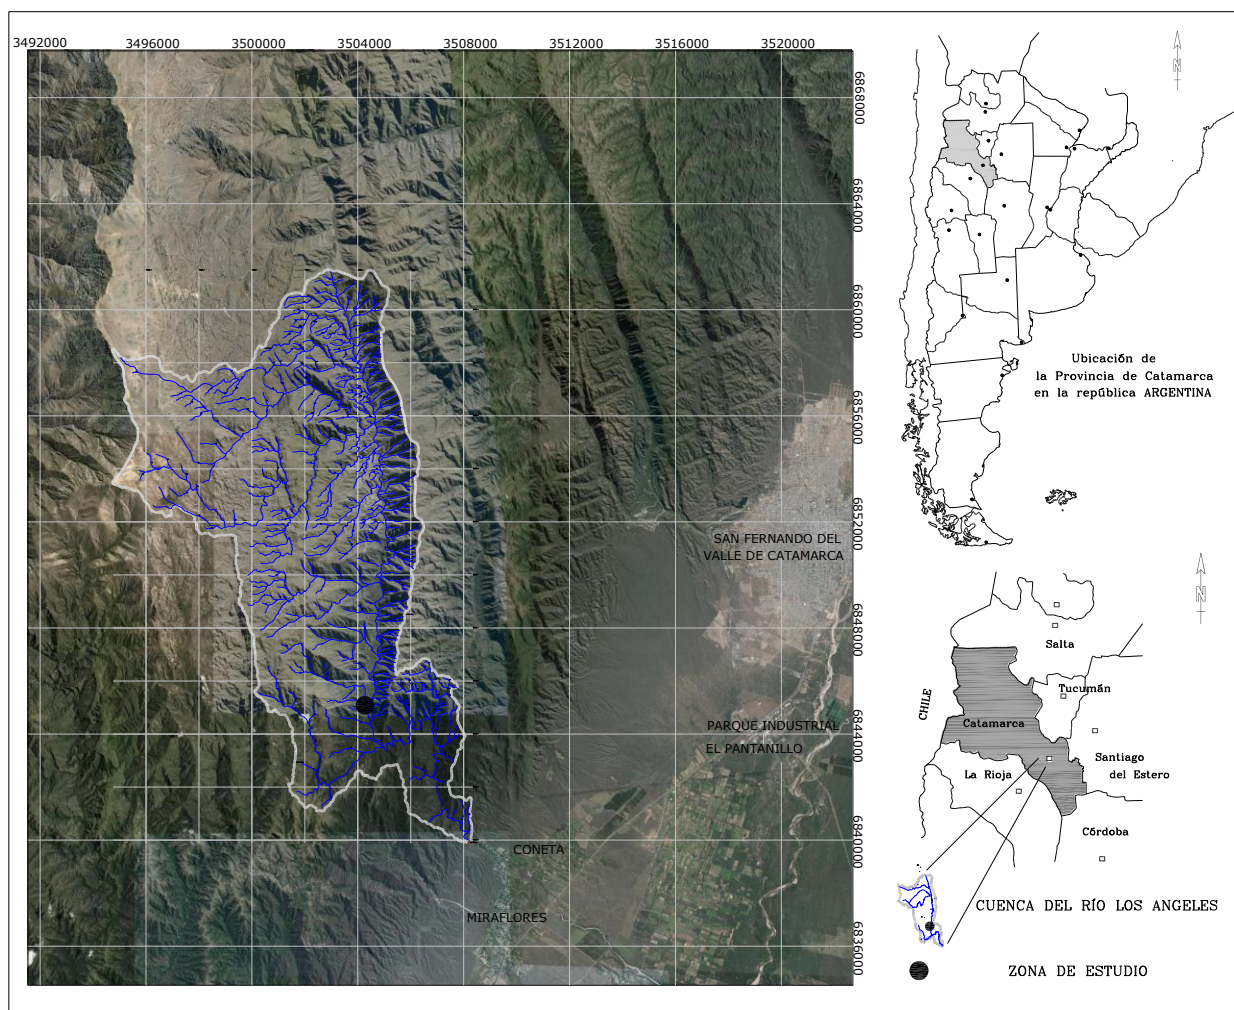 3492000 3496000 3500000 3504000 3508000 3512000 3516000 3520000
6868000
6864000
6860000
6856000
6852000
6848000
6844000
6840000
6836000
SAN FERNANDO DEL
VALLE DE CATAMARCA
PARQUE INDUSTRIAL
EL PANTANILLO
CONETA
MIRAFLORES
N
Ubicación de
la Provincia de Catamarca
en la república ARGENTINA
N
Salta
Tucumán
CHILE
Catamarca
Santiago
del Estero
La Rioja
Córdoba
CUENCA DEL RÍO LOS ANGELES
ZONA DE ESTUDIO